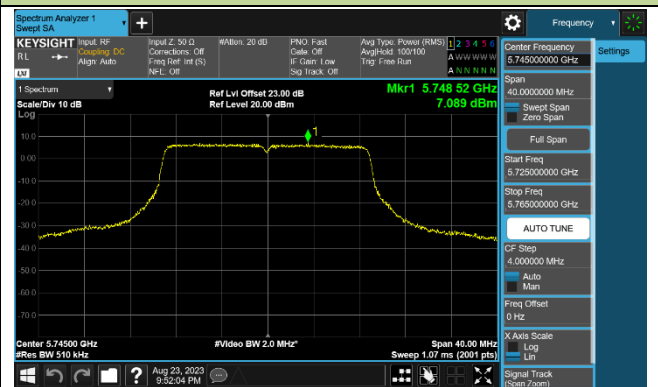 Spectrum Analyzer 1
Swept SA
Frequency
KEYSIGHT
RL
LXI
Input: RF
Coupling: DC
Align: Auto
Input Z: 50 Ω
Corrections: Off
Freq Ref: Int (S)
NFE: Off
#Atten: 20 dB
PNO: Fast
Gate: Off
IF Gain: Low
Sig Track: Off
Avg Type: Power (RMS)
Avg|Hold: 100/100
Trig: Free Run
1 2 3 4 5 6
A W W W W W
A N N N N N
1 Spectrum
Scale/Div 10 dB
Log
Ref Lvl Offset 23.00 dB
Ref Level 20.00 dBm
Mkr1 5.748 52 GHz
7.089 dBm
1
10.0
0.00
-10.0
-20.0
-30.0
-40.0
-50.0
-60.0
-70.0
Center 5.74500 GHz
#Res BW 510 kHz
#Video BW 2.0 MHz*
Span 40.00 MHz
Sweep 1.07 ms (2001 pts)
Aug 23, 2023
9:52:04 PM
?
Center Frequency
5.745000000 GHz
Span
40.0000000 MHz
Swept Span
Zero Span
Full Span
Start Freq
5.725000000 GHz
Stop Freq
5.765000000 GHz
AUTO TUNE
CF Step
4.000000 MHz
Auto
Man
Freq Offset
0 Hz
X Axis Scale
Log
Lin
Signal Track
(Span Zoom)
Settings